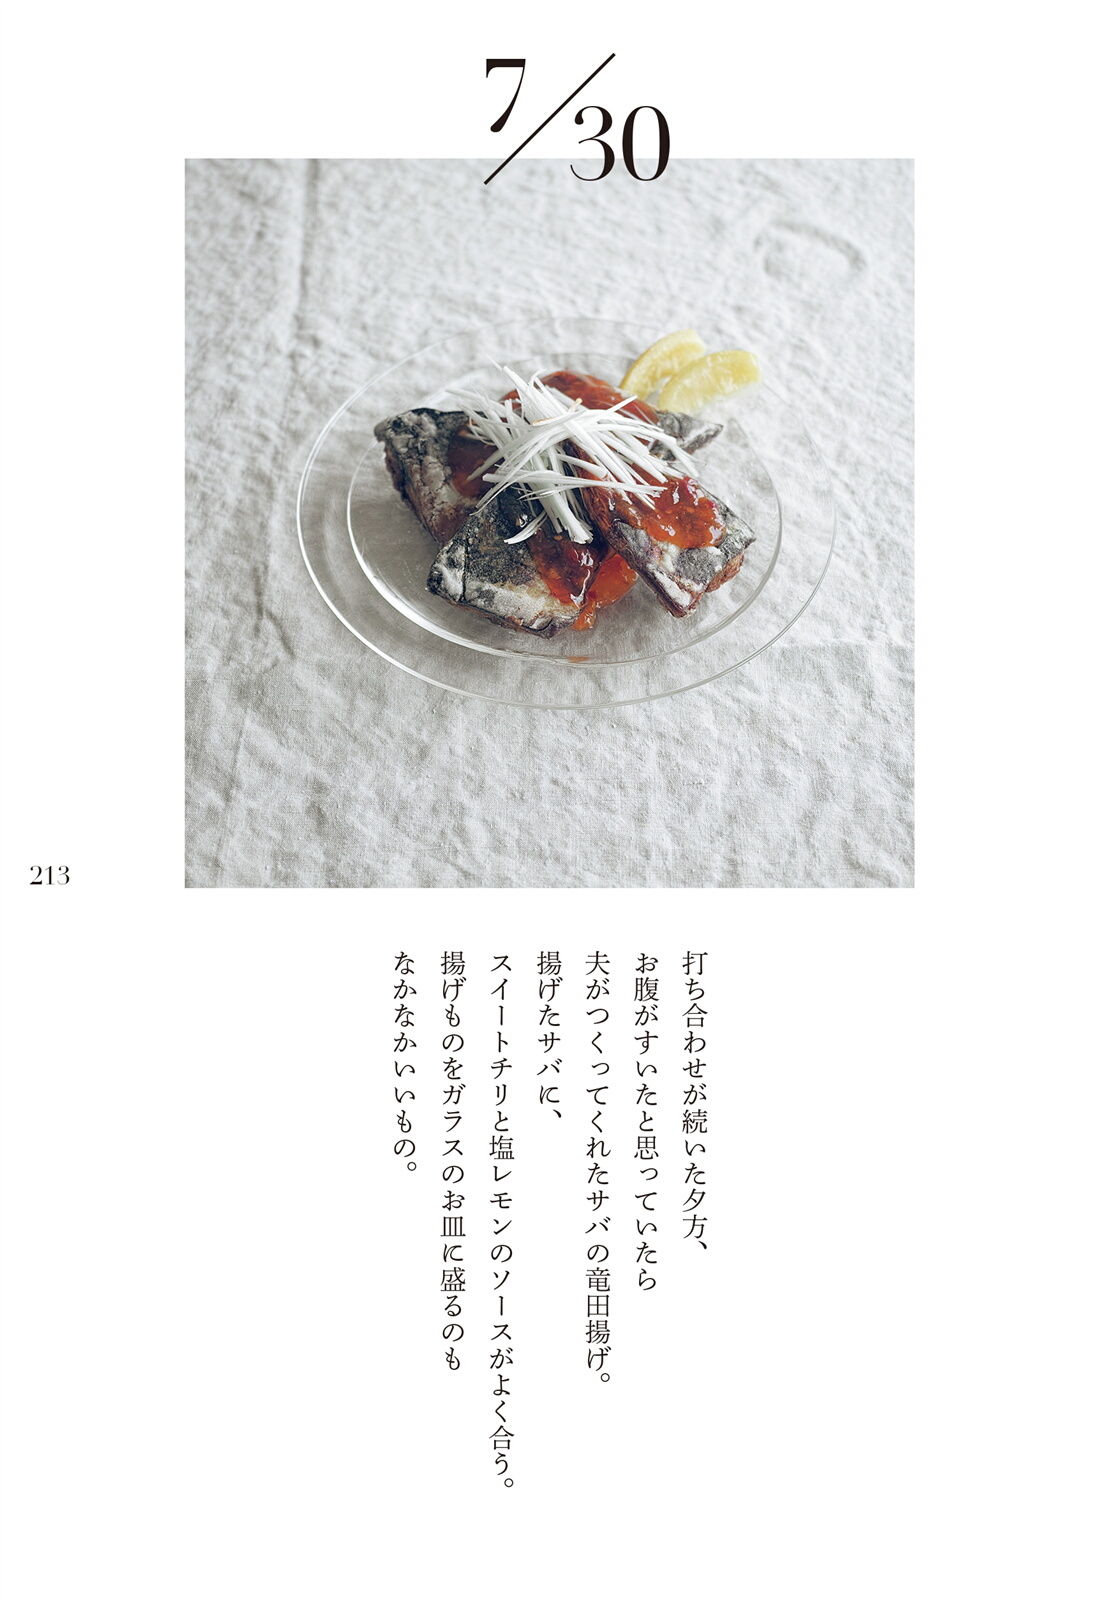 7/30
213
打ち合わせが続いた夕方、
お腹がすいたと思っていたら
夫がつくってくれたサバの竜田揚げ。
揚げたサバに、
スイートチリと塩レモンのソースがよく合う。
揚げものをガラスのお皿に盛るのも
なかなかいいもの。